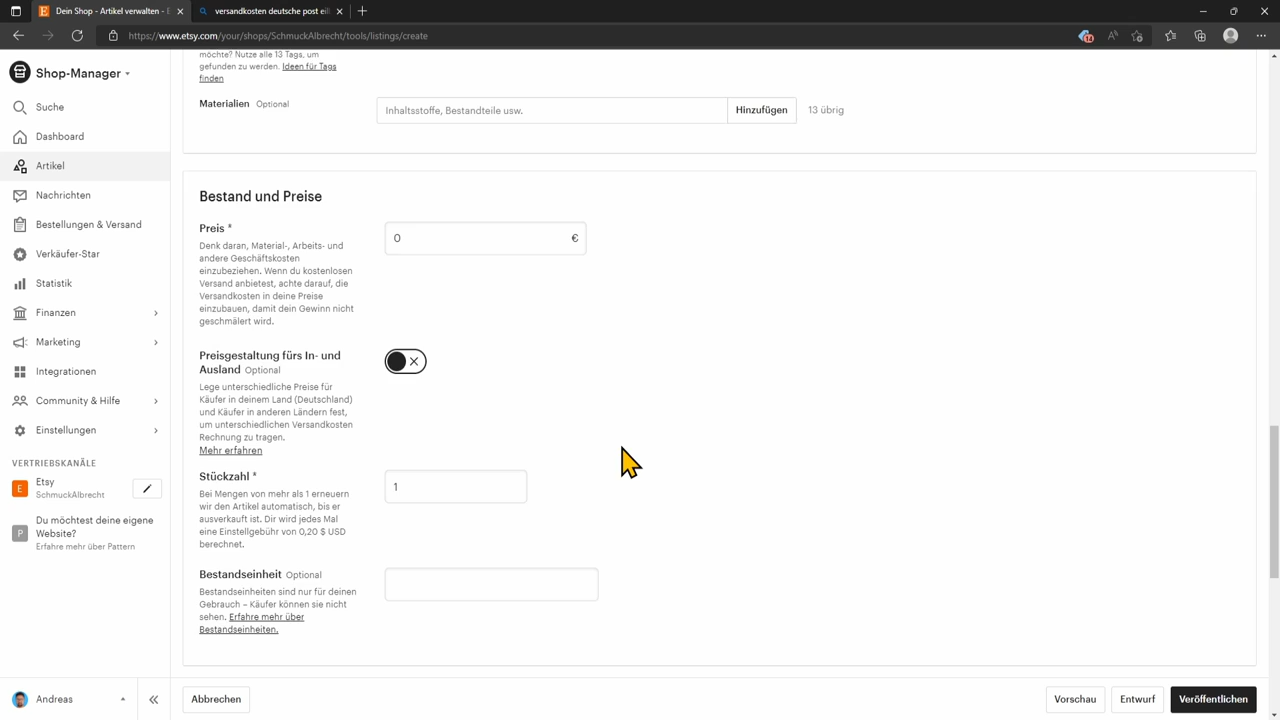 Dein Shop - Artikel verwalten - E
versandkosten deutsche post eil
https://www.etsy.com/your/shops/SchmuckAlbrecht/tools/listings/create
14
Shop-Manager
Suche
Dashboard
Artikel
Nachrichten
Bestellungen & Versand
Verkäufer-Star
Statistik
Finanzen
Marketing
Integrationen
Community & Hilfe
Einstellungen
VERTRIEBSKANÄLE
E
Etsy
SchmuckAlbrecht
P
Du möchtest deine eigene
Website?
Erfahre mehr über Pattern
Andreas
möchte? Nutze alle 13 Tags, um
gefunden zu werden. Ideen für Tags
finden
Materialien Optional
Inhaltsstoffe, Bestandteile usw.
Hinzufügen
13 übrig
Bestand und Preise
Preis *
Denk daran, Material-, Arbeits- und
andere Geschäftskosten
einzubeziehen. Wenn du kostenlosen
Versand anbietest, achte darauf, die
Versandkosten in deine Preise
einzubauen, damit dein Gewinn nicht
geschmälert wird.
0 €
Preisgestaltung fürs In- und
Ausland Optional
Lege unterschiedliche Preise für
Käufer in deinem Land (Deutschland)
und Käufer in anderen Ländern fest,
um unterschiedlichen Versandkosten
Rechnung zu tragen.
Mehr erfahren
Stückzahl *
Bei Mengen von mehr als 1 erneuern
wir den Artikel automatisch, bis er
ausverkauft ist. Dir wird jedes Mal
eine Einstellgebühr von 0,20 $ USD
berechnet.
1
Bestandseinheit Optional
Bestandseinheiten sind nur für deinen
Gebrauch – Käufer können sie nicht
sehen. Erfahre mehr über
Bestandseinheiten.
Abbrechen
Vorschau
Entwurf
Veröffentlichen